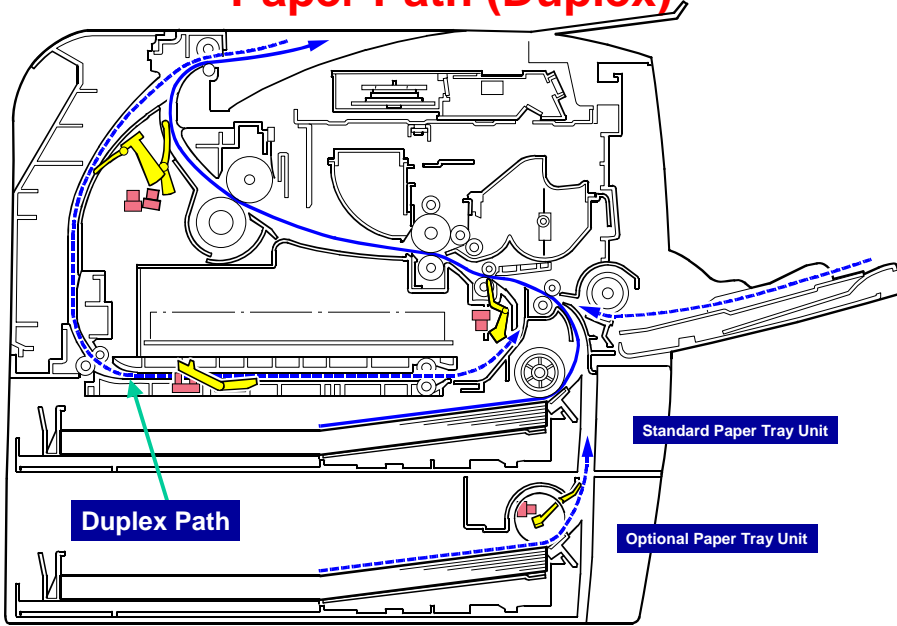 Paper Path (Duplex)
Standard Paper Tray Unit
Duplex Path
Optional Paper Tray Unit